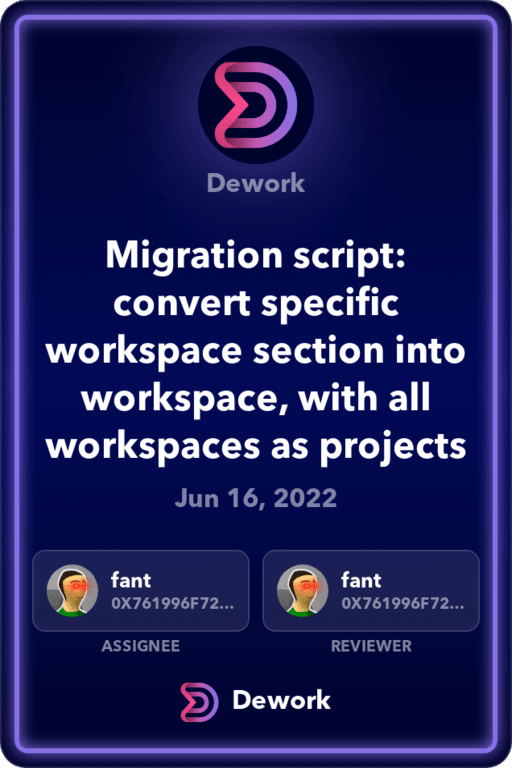 Dework
Migration script:
convert specific
workspace section into
workspace, with all
workspaces as projects
Jun 16, 2022
fant
0X761996F72...
ASSIGNEE
fant
0X761996F72...
REVIEWER
Dework